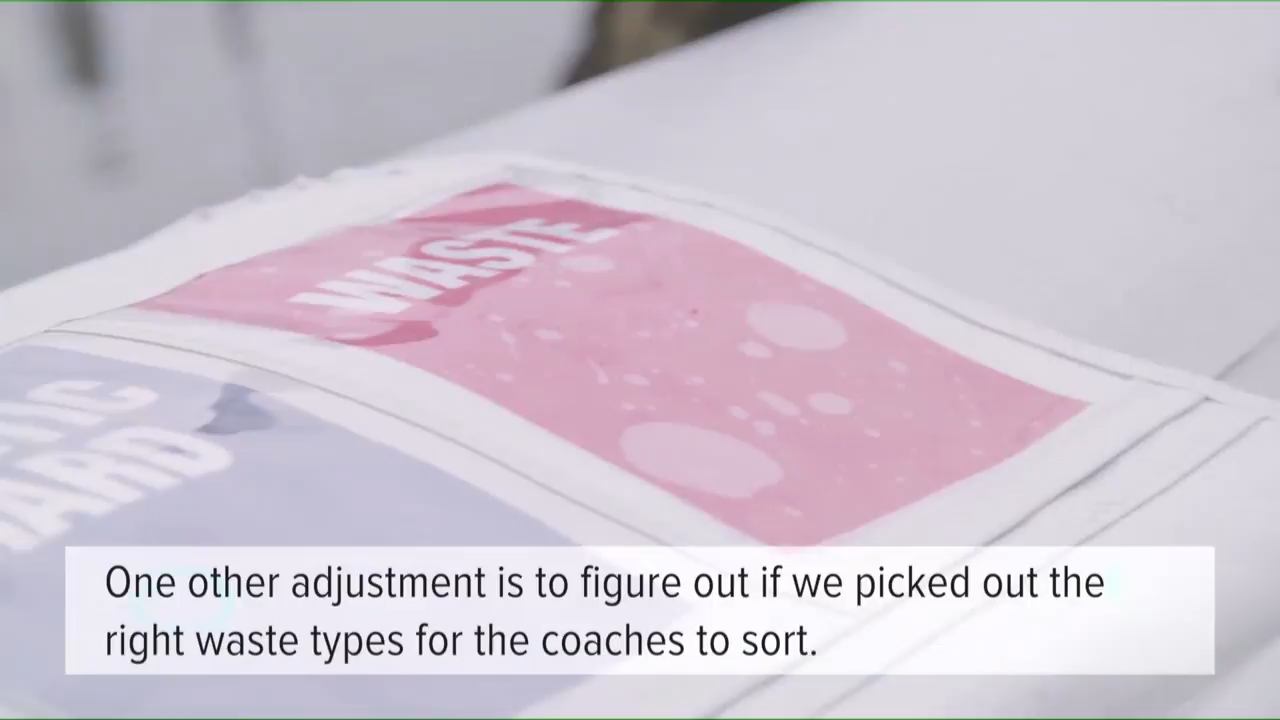 WASTE
One other adjustment is to figure out if we picked out the
right waste types for the coaches to sort.